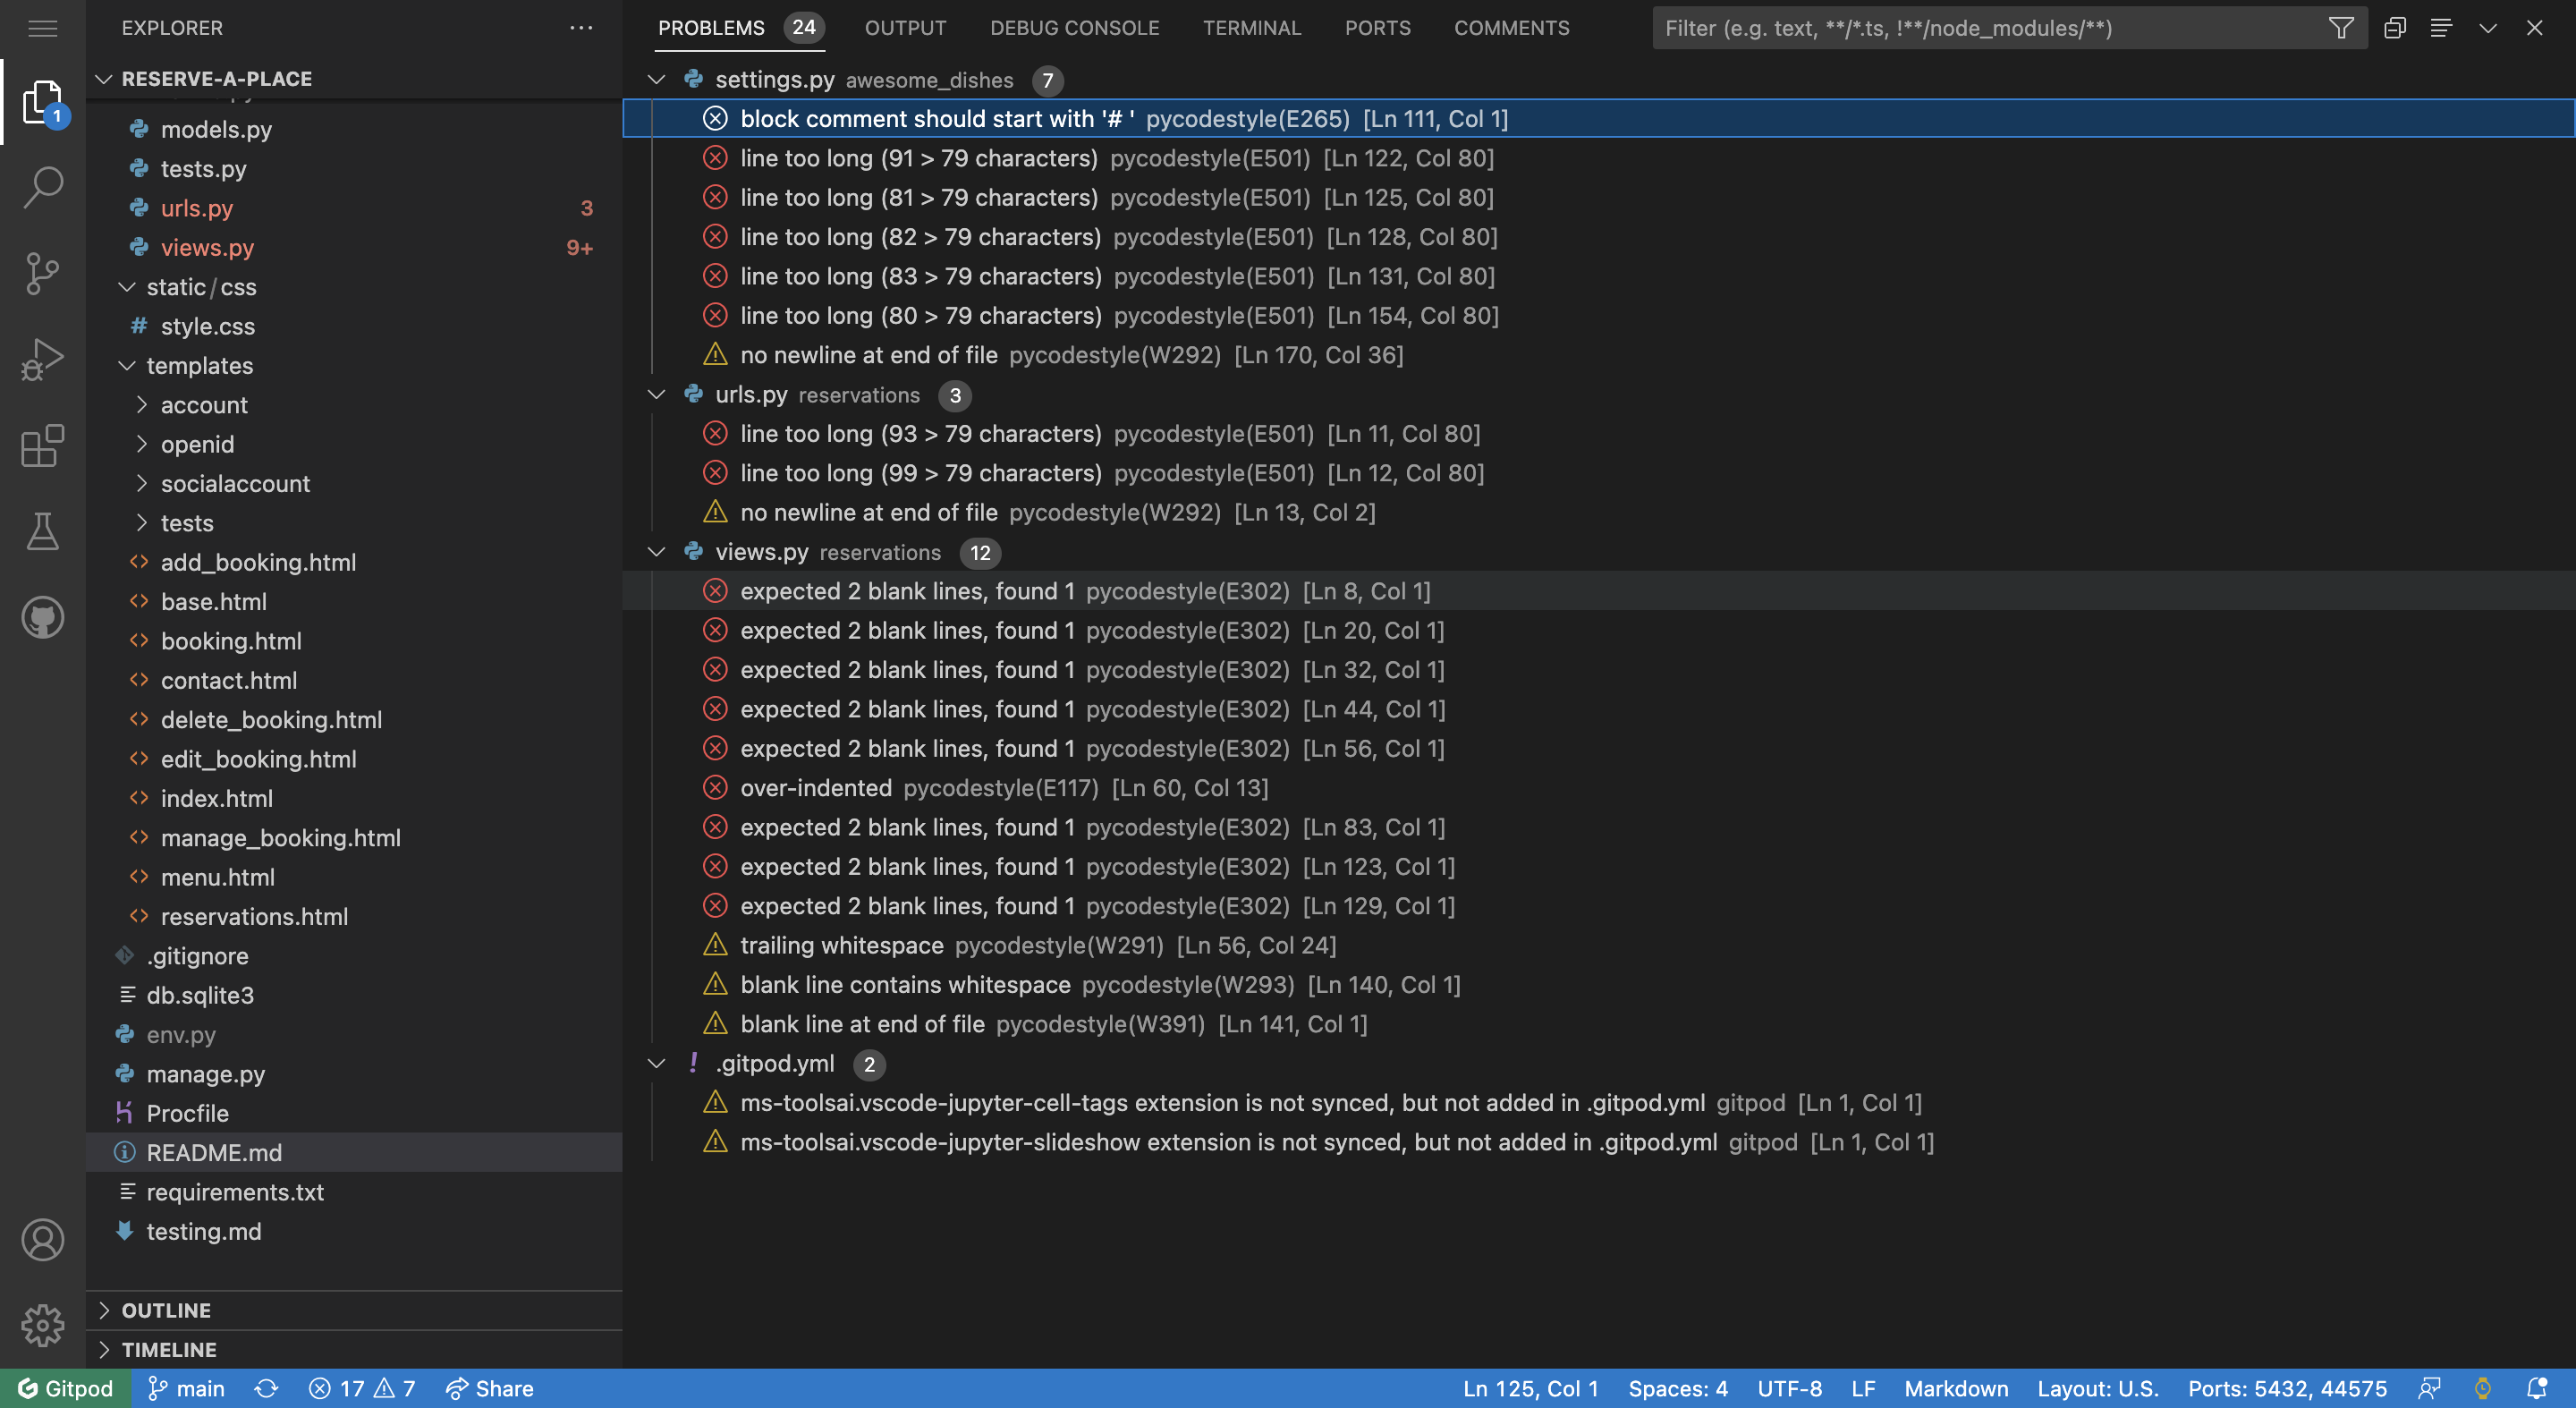 EXPLORER
RESERVE-A-PLACE
models.py
tests.py
urls.py 3
views.py 9+
static / css
# style.css
templates
account
openid
socialaccount
tests
<> add_booking.html
<> base.html
<> booking.html
<> contact.html
<> delete_booking.html
<> edit_booking.html
<> index.html
<> manage_booking.html
<> menu.html
<> reservations.html
.gitignore
db.sqlite3
env.py
manage.py
Procfile
README.md
requirements.txt
testing.md
OUTLINE
TIMELINE
1
PROBLEMS 24 OUTPUT DEBUG CONSOLE TERMINAL PORTS COMMENTS Filter (e.g. text, **/*.ts, !**/node_modules/**)
settings.py awesome_dishes 7
block comment should start with '# ' pycodestyle(E265) [Ln 111, Col 1]
line too long (91 > 79 characters) pycodestyle(E501) [Ln 122, Col 80]
line too long (81 > 79 characters) pycodestyle(E501) [Ln 125, Col 80]
line too long (82 > 79 characters) pycodestyle(E501) [Ln 128, Col 80]
line too long (83 > 79 characters) pycodestyle(E501) [Ln 131, Col 80]
line too long (80 > 79 characters) pycodestyle(E501) [Ln 154, Col 80]
no newline at end of file pycodestyle(W292) [Ln 170, Col 36]
urls.py reservations 3
line too long (93 > 79 characters) pycodestyle(E501) [Ln 11, Col 80]
line too long (99 > 79 characters) pycodestyle(E501) [Ln 12, Col 80]
no newline at end of file pycodestyle(W292) [Ln 13, Col 2]
views.py reservations 12
expected 2 blank lines, found 1 pycodestyle(E302) [Ln 8, Col 1]
expected 2 blank lines, found 1 pycodestyle(E302) [Ln 20, Col 1]
expected 2 blank lines, found 1 pycodestyle(E302) [Ln 32, Col 1]
expected 2 blank lines, found 1 pycodestyle(E302) [Ln 44, Col 1]
expected 2 blank lines, found 1 pycodestyle(E302) [Ln 56, Col 1]
over-indented pycodestyle(E117) [Ln 60, Col 13]
expected 2 blank lines, found 1 pycodestyle(E302) [Ln 83, Col 1]
expected 2 blank lines, found 1 pycodestyle(E302) [Ln 123, Col 1]
expected 2 blank lines, found 1 pycodestyle(E302) [Ln 129, Col 1]
trailing whitespace pycodestyle(W291) [Ln 56, Col 24]
blank line contains whitespace pycodestyle(W293) [Ln 140, Col 1]
blank line at end of file pycodestyle(W391) [Ln 141, Col 1]
! .gitpod.yml 2
ms-toolsai.vscode-jupyter-cell-tags extension is not synced, but not added in .gitpod.yml gitpod [Ln 1, Col 1]
ms-toolsai.vscode-jupyter-slideshow extension is not synced, but not added in .gitpod.yml gitpod [Ln 1, Col 1]
Gitpod main 17 7 Share Ln 125, Col 1 Spaces: 4 UTF-8 LF Markdown Layout: U.S. Ports: 5432, 44575